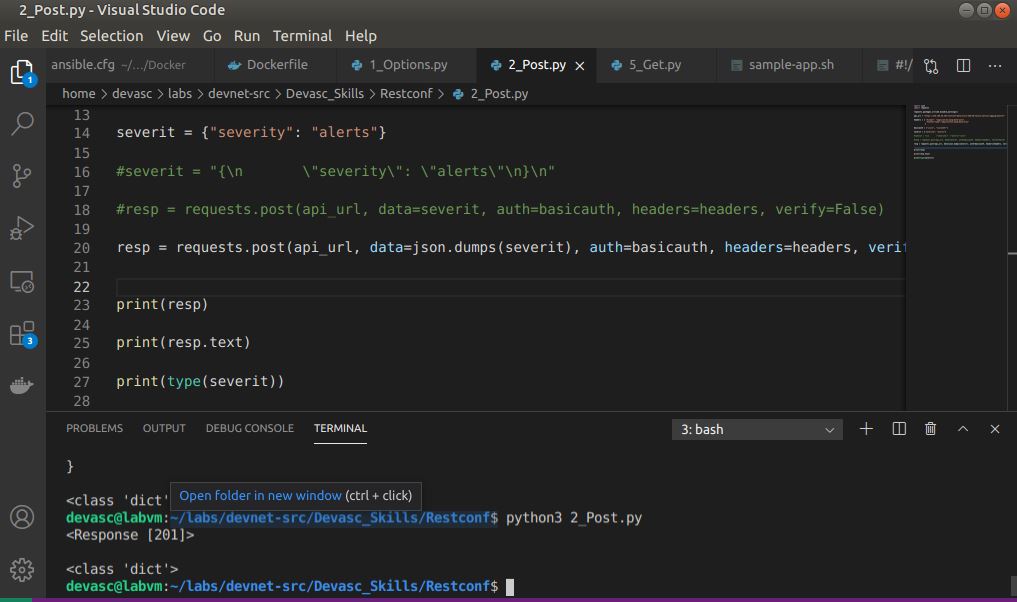 2_Post.py - Visual Studio Code
File Edit Selection View Go Run Terminal Help
ansible.cfg ~/.../Docker Dockerfile 1_Options.py 2_Post.py 5_Get.py sample-app.sh #!/
home > devasc > labs > devnet-src > Devasc_Skills > Restconf > 2_Post.py
13
14 severit = {"severity": "alerts"}
15
16 #severit = "{\n       \"severity\": \"alerts\"\n}\n"
17
18 #resp = requests.post(api_url, data=severit, auth=basicauth, headers=headers, verify=False)
19
20 resp = requests.post(api_url, data=json.dumps(severit), auth=basicauth, headers=headers, verif
21
22
23 print(resp)
24
25 print(resp.text)
26
27 print(type(severit))
28
PROBLEMS OUTPUT DEBUG CONSOLE TERMINAL 3: bash
}
Open folder in new window (ctrl + click)
<class 'dict'
devasc@labvm:~/labs/devnet-src/Devasc_Skills/Restconf$ python3 2_Post.py
<Response [201]>
<class 'dict'>
devasc@labvm:~/labs/devnet-src/Devasc_Skills/Restconf$
1
3